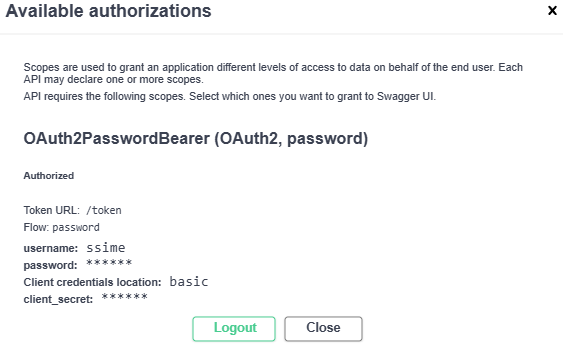 Available authorizations
x
Scopes are used to grant an application different levels of access to data on behalf of the end user. Each
API may declare one or more scopes.
API requires the following scopes. Select which ones you want to grant to Swagger UI.
OAuth2PasswordBearer (OAuth2, password)
Authorized
Token URL: /token
Flow: password
username: ssime
password: ******
Client credentials location: basic
client_secret: ******
Logout Close